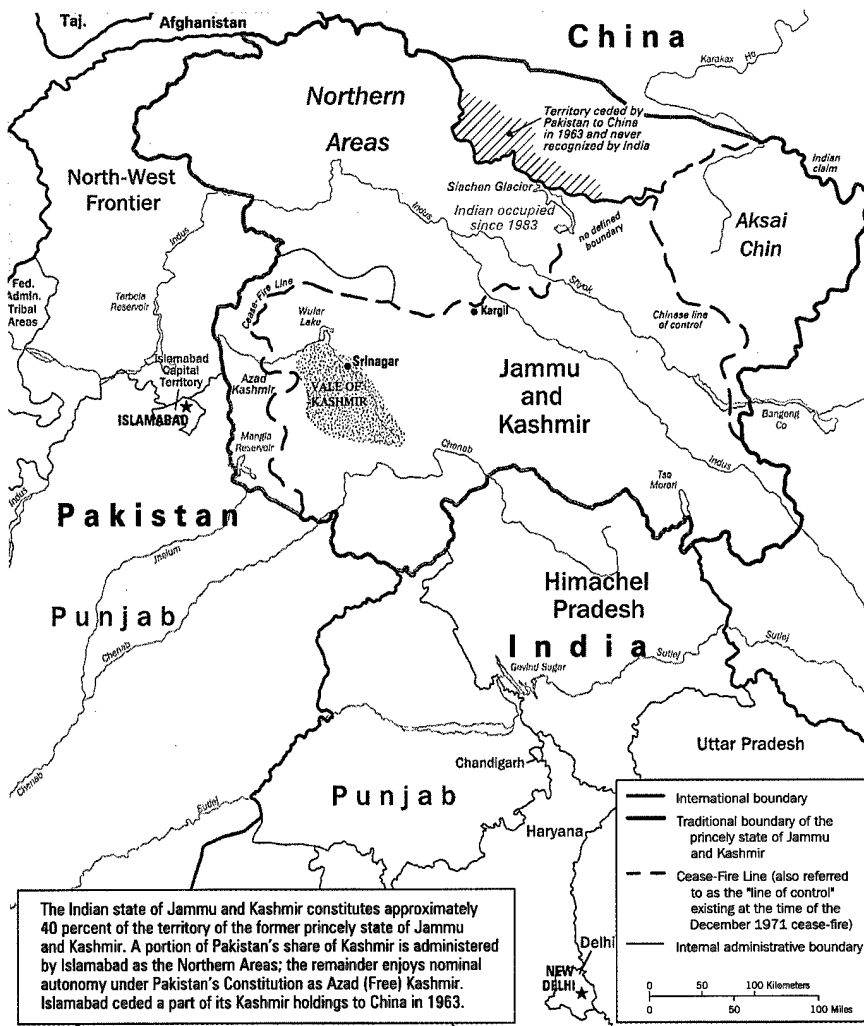 Taj.
Afghanistan
China
Karakax
Ho
Northern
Areas
Territory ceded by
Pakistan to China
in 1963 and never
recognized by India
Indian
claim
North-West
Frontier
Siachen Glacier
Indian occupied
since 1983
Indus
no defined
boundary
Aksai
Chin
Indus
Fed.
Admin.
Tribal
Areas
Cease-Fire Line
Shyok
Tarbela
Reservoir
Wular
Lake
Kargil
Chinese line
of control
Islamabad
Capital
Territory
Srinagar
Azad
Kashmir
VALE OF
KASHMIR
Jammu
and
Kashmir
ISLAMABAD
Bangong
Co
Mangla
Reservoir
Chenab
Indus
Tso
Morari
Indus
Pakistan
Jhelum
Himachel
Pradesh
Punjab
Chenab
India
Sutlej
Sutlej
Govind Sagar
Uttar Pradesh
Chandigarh
Chenab
Punjab
Sutlej
Haryana
International boundary
Traditional boundary of the
princely state of Jammu
and Kashmir
Cease-Fire Line (also referred
to as the "line of control"
existing at the time of the
December 1971 cease-fire)
Internal administrative boundary
Delhi
NEW
DELHI
0 50 100 Kilometers
0 50 100 Miles
The Indian state of Jammu and Kashmir constitutes approximately
40 percent of the territory of the former princely state of Jammu
and Kashmir. A portion of Pakistan's share of Kashmir is administered
by Islamabad as the Northern Areas; the remainder enjoys nominal
autonomy under Pakistan's Constitution as Azad (Free) Kashmir.
Islamabad ceded a part of its Kashmir holdings to China in 1963.